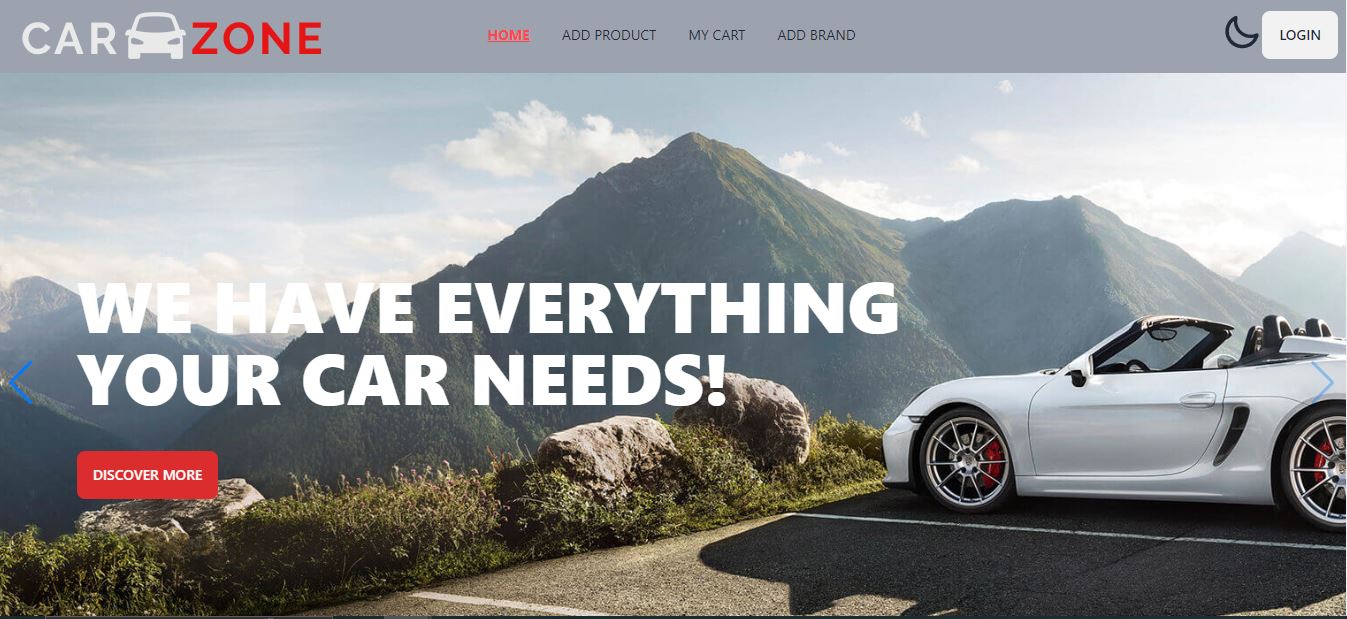 CAR ZONE
HOME
ADD PRODUCT
MY CART
ADD BRAND
LOGIN
WE HAVE EVERYTHING
YOUR CAR NEEDS!
DISCOVER MORE